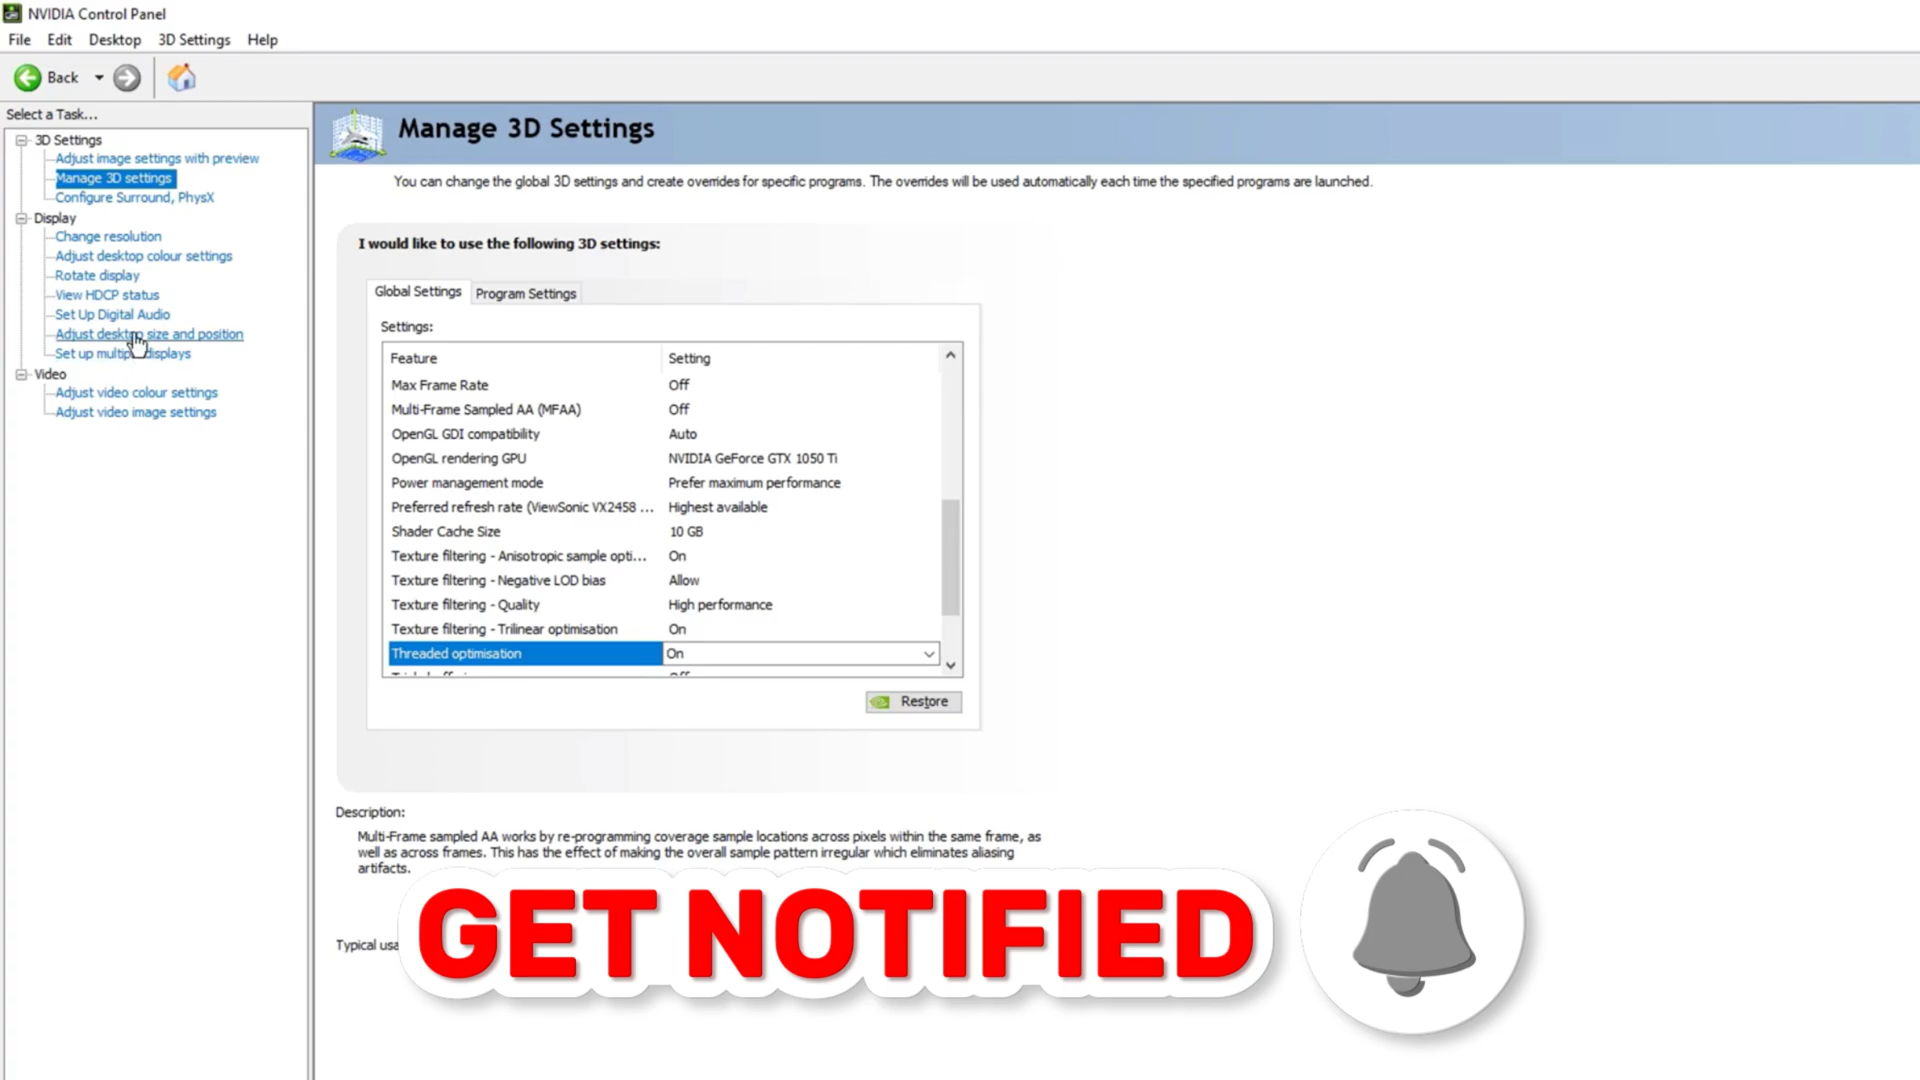 NVIDIA Control Panel
File Edit Desktop 3D Settings Help
Back
Select a Task...
3D Settings
Adjust image settings with preview
Manage 3D settings
Configure Surround, PhysX
Display
Change resolution
Adjust desktop colour settings
Rotate display
View HDCP status
Set Up Digital Audio
Adjust desktop size and position
Set up multiple displays
Video
Adjust video colour settings
Adjust video image settings
Manage 3D Settings
You can change the global 3D settings and create overrides for specific programs. The overrides will be used automatically each time the specified programs are launched.
I would like to use the following 3D settings:
Global Settings Program Settings
Settings:
Feature Setting
Max Frame Rate Off
Multi-Frame Sampled AA (MFAA) Off
OpenGL GDI compatibility Auto
OpenGL rendering GPU NVIDIA GeForce GTX 1050 Ti
Power management mode Prefer maximum performance
Preferred refresh rate (ViewSonic VX2458 ... Highest available
Shader Cache Size 10 GB
Texture filtering - Anisotropic sample opti... On
Texture filtering - Negative LOD bias Allow
Texture filtering - Quality High performance
Texture filtering - Trilinear optimisation On
Threaded optimisation On
Restore
Description:
Multi-Frame sampled AA works by re-programming coverage sample locations across pixels within the same frame, as
well as across frames. This has the effect of making the overall sample pattern irregular which eliminates aliasing
artifacts.
GET NOTIFIED
Typical usa